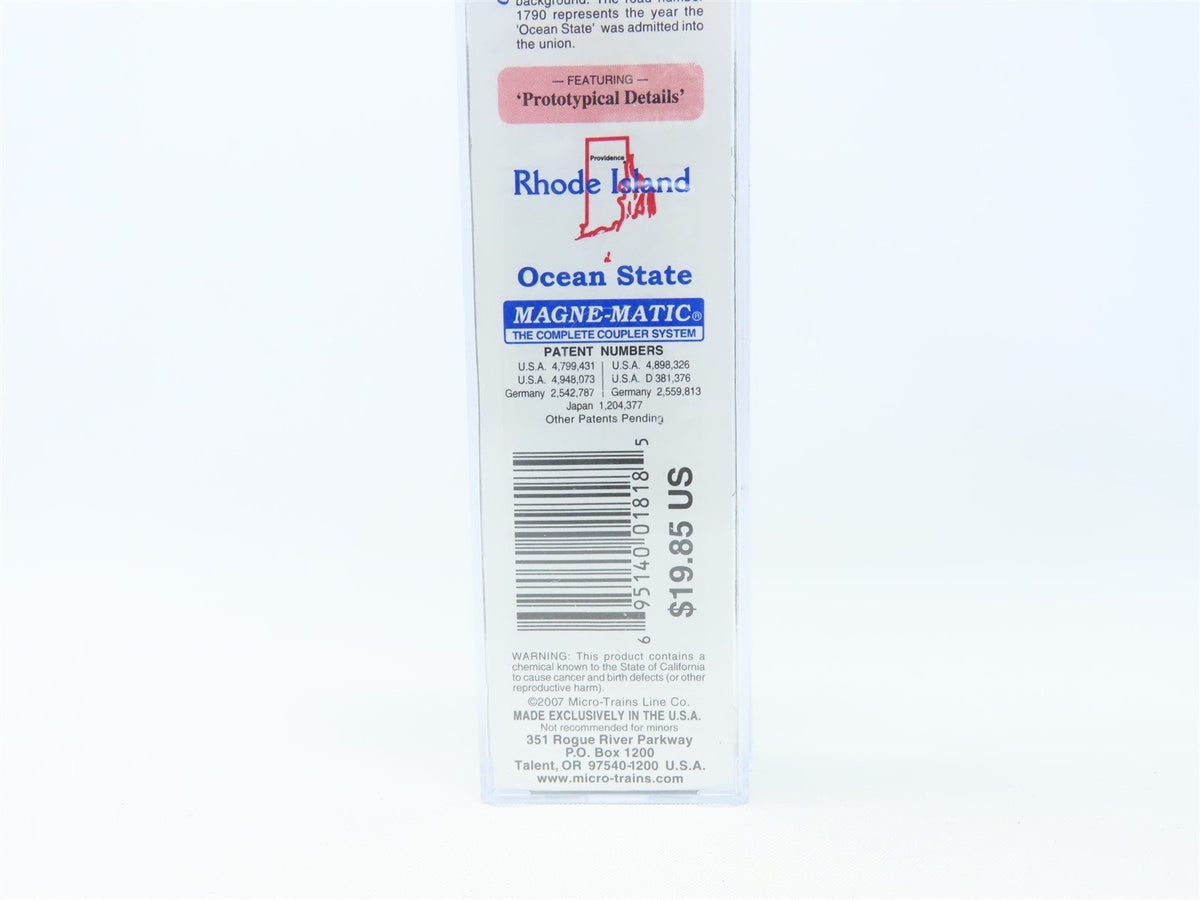 background. The road number
1790 represents the year the
'Ocean State' was admitted into
the union.
— FEATURING —
'Prototypical Details'
Providence
Rhode Island
Ocean State
MAGNE-MATIC®
THE COMPLETE COUPLER SYSTEM
PATENT NUMBERS
U.S.A. 4,799,431 | U.S.A. 4,898,326
U.S.A. 4,948,073 | U.S.A. D 381,376
Germany 2,542,787 | Germany 2,559,813
Japan 1,204,377
Other Patents Pending
6 95140 01818 5
$19.85 US
WARNING: This product contains a
chemical known to the State of California
to cause cancer and birth defects (or other
reproductive harm).
©2007 Micro-Trains Line Co.
MADE EXCLUSIVELY IN THE U.S.A.
Not recommended for minors
351 Rogue River Parkway
P.O. Box 1200
Talent, OR 97540-1200 U.S.A.
www.micro-trains.com